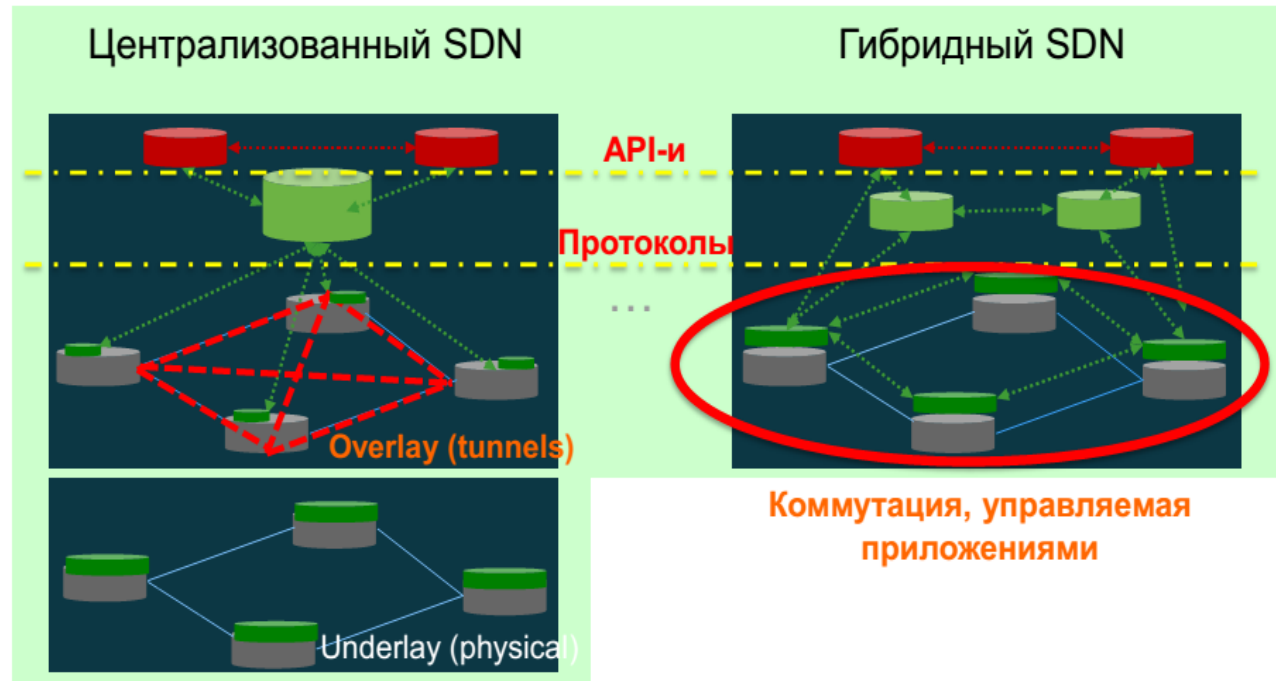 Централизованный SDN
Гибридный SDN
API-и
Протоколы
...
Overlay (tunnels)
Underlay (physical)
Коммутация, управляемая
приложениями